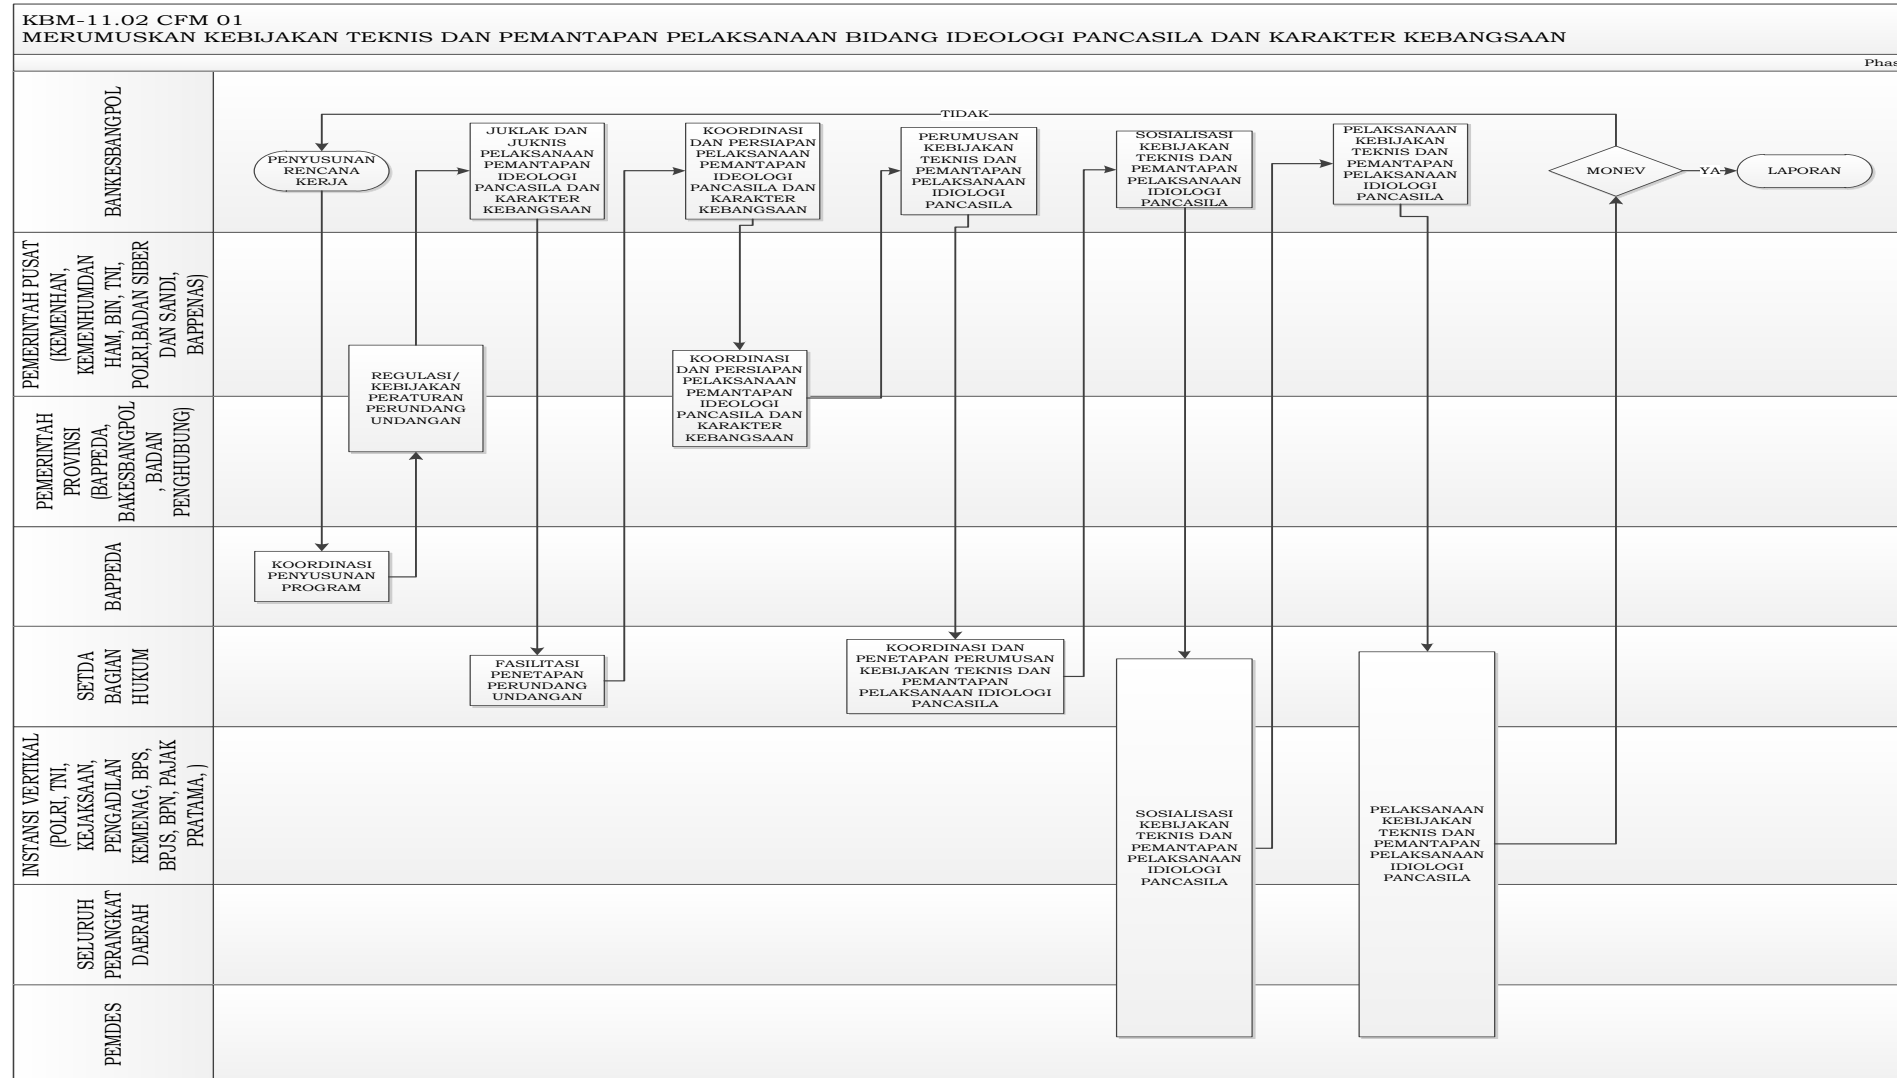 KBM-11.02 CFM 01
MERUMUSKAN KEBIJAKAN TEKNIS DAN PEMANTAPAN PELAKSANAAN BIDANG IDEOLOGI PANCASILA DAN KARAKTER KEBANGSAAN
Phas
BANKESBANGPOL
TIDAK
PENYUSUNAN
RENCANA
KERJA
JUKLAK DAN
JUKNIS
PELAKSANAAN
PEMANTAPAN
IDEOLOGI
PANCASILA DAN
KARAKTER
KEBANGSAAN
KOORDINASI
DAN PERSIAPAN
PELAKSANAAN
PEMANTAPAN
IDEOLOGI
PANCASILA DAN
KARAKTER
KEBANGSAAN
PERUMUSAN
KEBIJAKAN
TEKNIS DAN
PEMANTAPAN
PELAKSANAAN
IDIOLOGI
PANCASILA
SOSIALISASI
KEBIJAKAN
TEKNIS DAN
PEMANTAPAN
PELAKSANAAN
IDIOLOGI
PANCASILA
PELAKSANAAN
KEBIJAKAN
TEKNIS DAN
PEMANTAPAN
PELAKSANAAN
IDIOLOGI
PANCASILA
MONEV
YA
LAPORAN
PEMERINTAH PUSAT
(KEMENHAN,
KEMENHUMDAN
HAM, BIN, TNI,
POLRI,BADAN SIBER
DAN SANDI,
BAPPENAS)
REGULASI/
KEBIJAKAN
PERATURAN
PERUNDANG
UNDANGAN
KOORDINASI
DAN PERSIAPAN
PELAKSANAAN
PEMANTAPAN
IDEOLOGI
PANCASILA DAN
KARAKTER
KEBANGSAAN
PEMERINTAH
PROVINSI
(BAPPEDA,
BAKESBANGPOL
, BADAN
PENGHUBUNG)
BAPPEDA
KOORDINASI
PENYUSUNAN
PROGRAM
SETDA
BAGIAN
HUKUM
FASILITASI
PENETAPAN
PERUNDANG
UNDANGAN
KOORDINASI DAN
PENETAPAN PERUMUSAN
KEBIJAKAN TEKNIS DAN
PEMANTAPAN
PELAKSANAAN IDIOLOGI
PANCASILA
INSTANSI VERTIKAL
(POLRI, TNI,
KEJAKSAAN,
PENGADILAN
KEMENAG, BPS,
BPJS, BPN, PAJAK
PRATAMA, )
SOSIALISASI
KEBIJAKAN
TEKNIS DAN
PEMANTAPAN
PELAKSANAAN
IDIOLOGI
PANCASILA
PELAKSANAAN
KEBIJAKAN
TEKNIS DAN
PEMANTAPAN
PELAKSANAAN
IDIOLOGI
PANCASILA
SELURUH
PERANGKAT
DAERAH
PEMDES